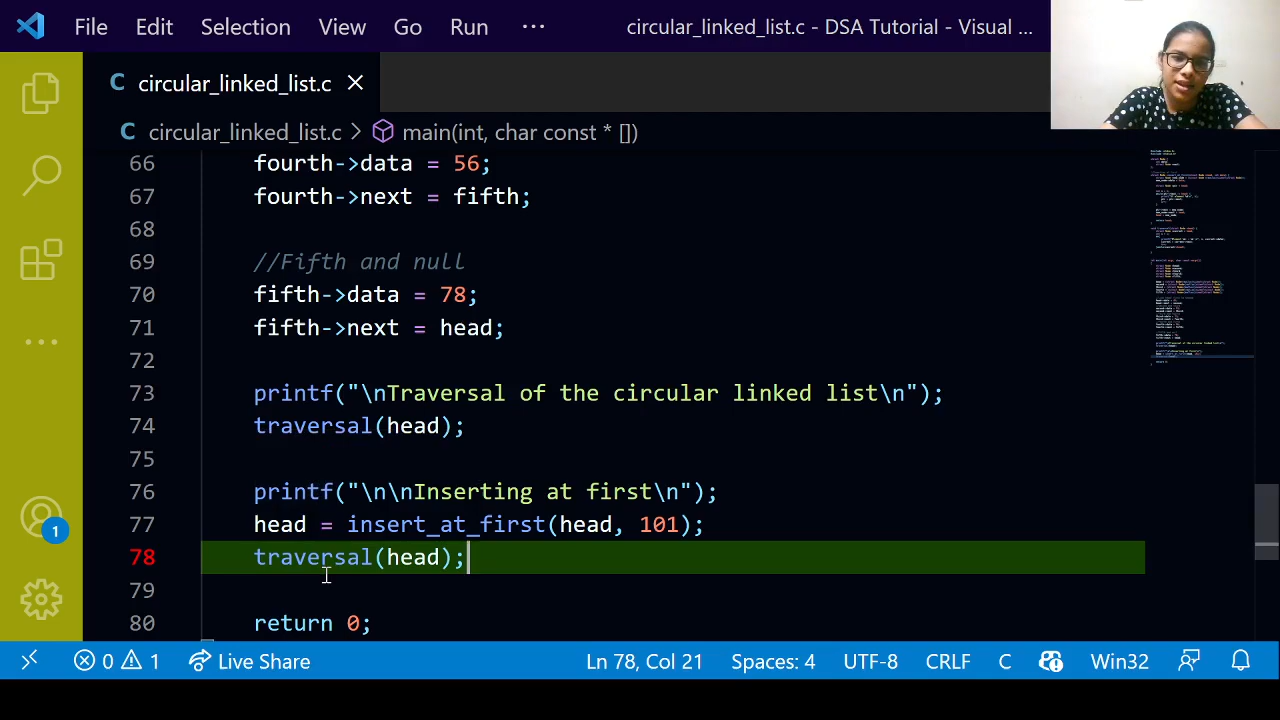 File Edit Selection View Go Run ··· circular_linked_list.c - DSA Tutorial - Visual ...
C circular_linked_list.c ×
C circular_linked_list.c > main(int, char const * [])
66 fourth->data = 56;
67 fourth->next = fifth;
68
69 //Fifth and null
70 fifth->data = 78;
71 fifth->next = head;
72
73 printf("\nTraversal of the circular linked list\n");
74 traversal(head);
75
76 printf("\n\nInserting at first\n");
77 head = insert_at_first(head, 101);
78 traversal(head);
79
80 return 0;
1
0 1 Live Share Ln 78, Col 21 Spaces: 4 UTF-8 CRLF C Win32